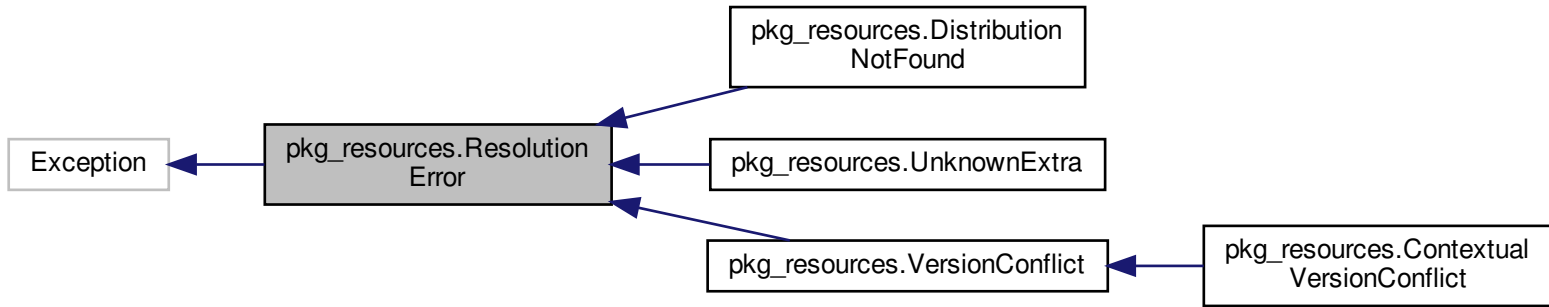 pkg_resources.Distribution
NotFound
Exception
pkg_resources.Resolution
Error
pkg_resources.UnknownExtra
pkg_resources.VersionConflict
pkg_resources.Contextual
VersionConflict